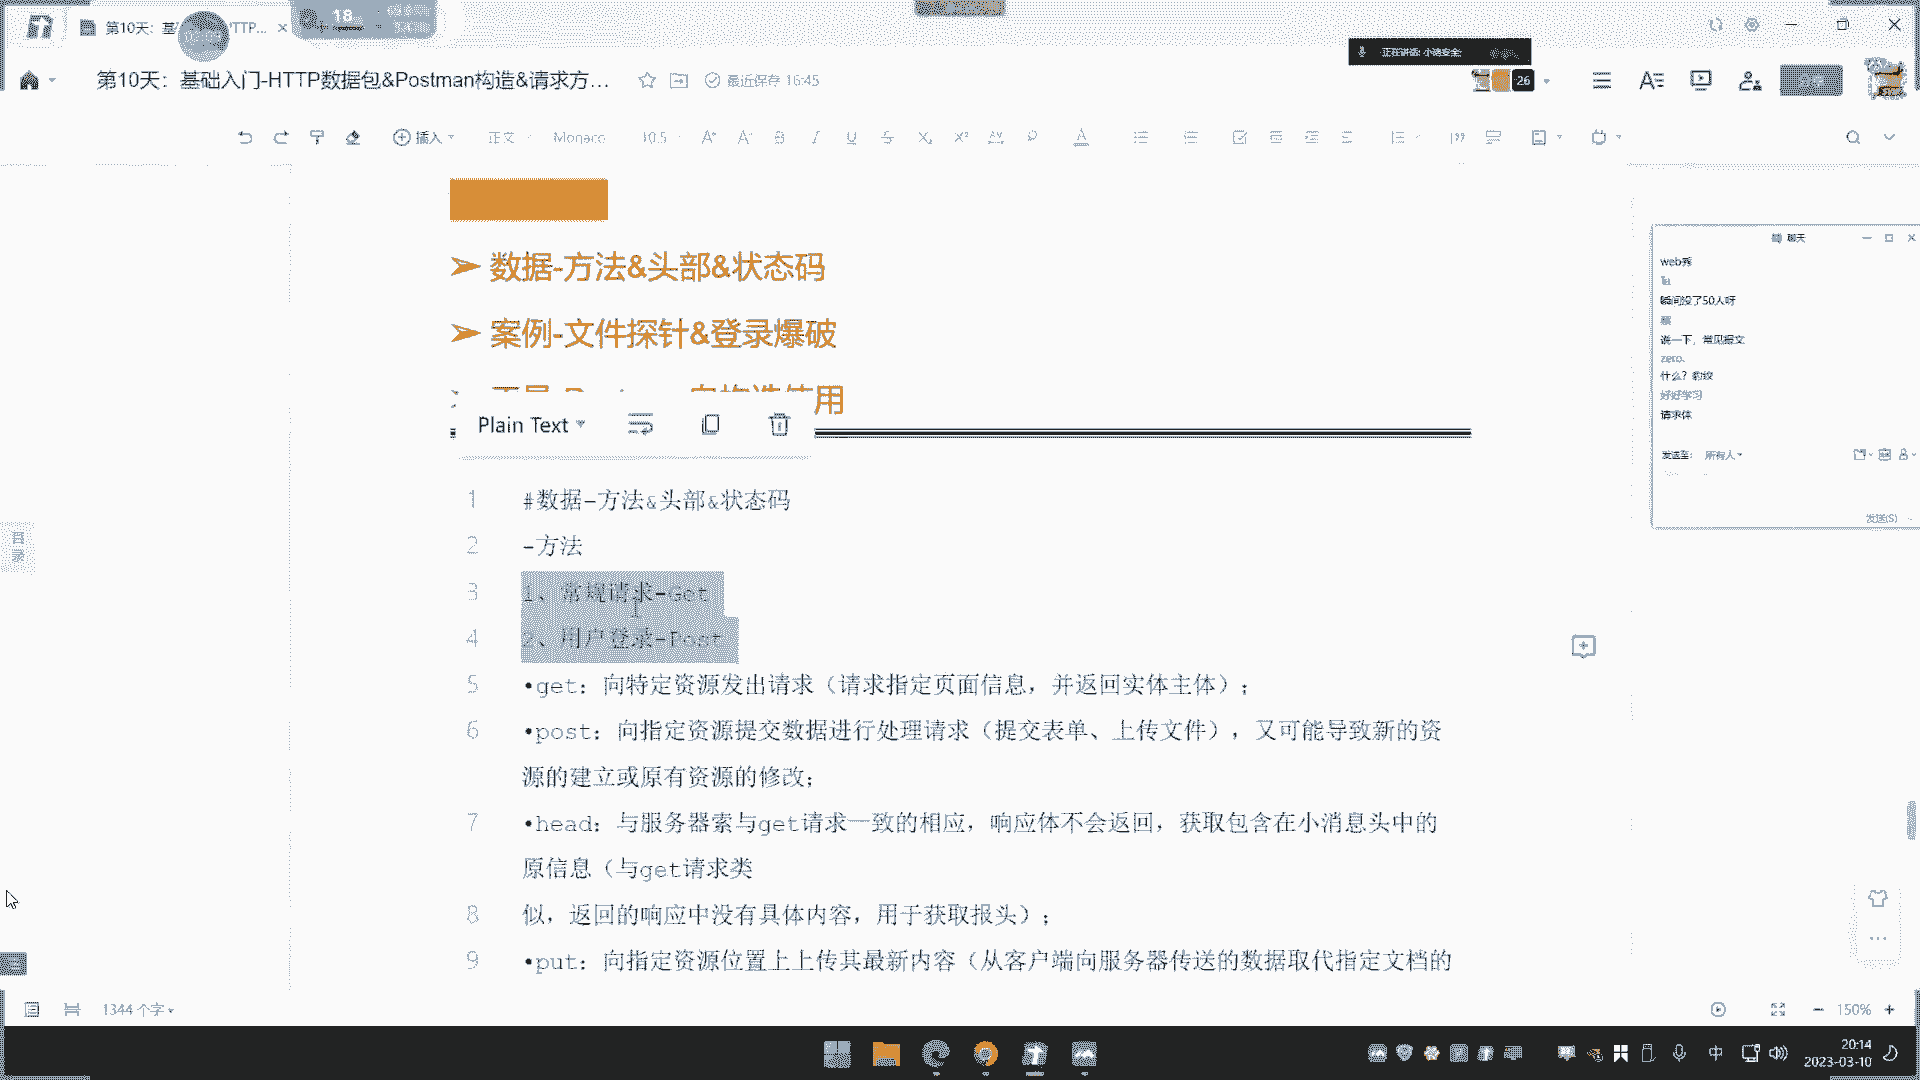 第10天：基
TTP...
18
正在讲话: 小迪安全
第10天：基础入门-HTTP数据包&Postman构造&请求方...
最近保存 16:45
26
插入
正文
Monaco
10.5
数据-方法&头部&状态码
案例-文件探针&登录爆破
用
Plain Text
1 #数据-方法&头部&状态码
2 -方法
3 1、常规请求-Get
4 2、用户登录-Post
5 •get：向特定资源发出请求（请求指定页面信息，并返回实体主体）；
6 •post：向指定资源提交数据进行处理请求（提交表单、上传文件），又可能导致新的资
源的建立或原有资源的修改；
7 •head：与服务器索与get请求一致的相应，响应体不会返回，获取包含在小消息头中的
原信息（与get请求类
8 似，返回的响应中没有具体内容，用于获取报头）；
9 •put：向指定资源位置上上传其最新内容（从客户端向服务器传送的数据取代指定文档的
目录
聊天
web秀
瞬间没了50人呀
说一下，常见报文
zero.
好好学习
请求体
发送至: 所有人
发送(S)
1344 个字
150%
中
20:14
2023-03-10